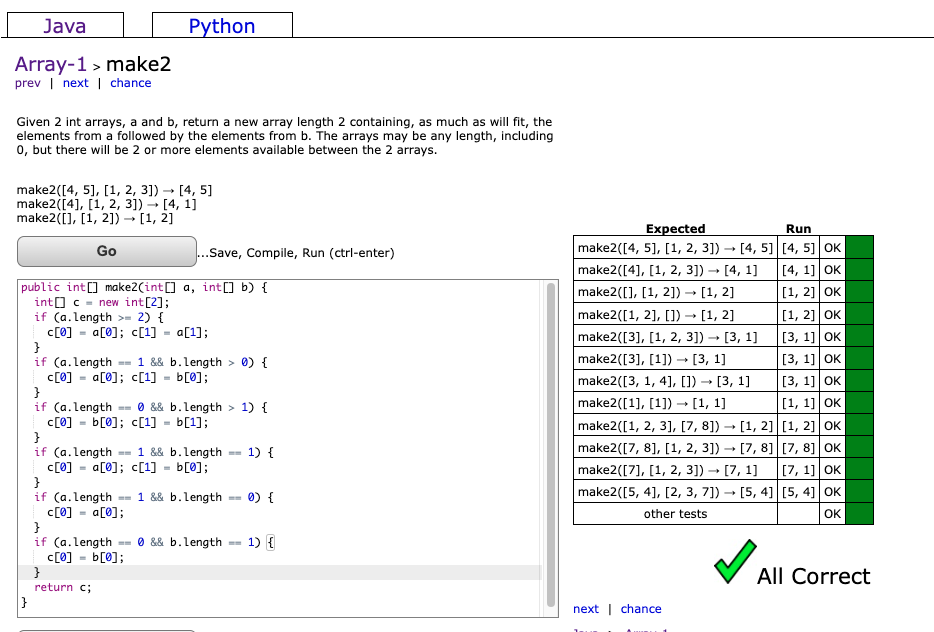 Java Python
Array-1 > make2
prev | next | chance
Given 2 int arrays, a and b, return a new array length 2 containing, as much as will fit, the
elements from a followed by the elements from b. The arrays may be any length, including
0, but there will be 2 or more elements available between the 2 arrays.
make2([4, 5], [1, 2, 3]) → [4, 5]
make2([4], [1, 2, 3]) → [4, 1]
make2([], [1, 2]) → [1, 2]
Go ...Save, Compile, Run (ctrl-enter)
public int[] make2(int[] a, int[] b) {
  int[] c = new int[2];
  if (a.length >= 2) {
    c[0] = a[0]; c[1] = a[1];
  }
  if (a.length == 1 && b.length > 0) {
    c[0] = a[0]; c[1] = b[0];
  }
  if (a.length == 0 && b.length > 1) {
    c[0] = b[0]; c[1] = b[1];
  }
  if (a.length == 1 && b.length == 1) {
    c[0] = a[0]; c[1] = b[0];
  }
  if (a.length == 1 && b.length == 0) {
    c[0] = a[0];
  }
  if (a.length == 0 && b.length == 1) {
    c[0] = b[0];
  }
  return c;
}
Expected Run
make2([4, 5], [1, 2, 3]) → [4, 5] [4, 5] OK
make2([4], [1, 2, 3]) → [4, 1] [4, 1] OK
make2([], [1, 2]) → [1, 2] [1, 2] OK
make2([1, 2], []) → [1, 2] [1, 2] OK
make2([3], [1, 2, 3]) → [3, 1] [3, 1] OK
make2([3], [1]) → [3, 1] [3, 1] OK
make2([3, 1, 4], []) → [3, 1] [3, 1] OK
make2([1], [1]) → [1, 1] [1, 1] OK
make2([1, 2, 3], [7, 8]) → [1, 2] [1, 2] OK
make2([7, 8], [1, 2, 3]) → [7, 8] [7, 8] OK
make2([7], [1, 2, 3]) → [7, 1] [7, 1] OK
make2([5, 4], [2, 3, 7]) → [5, 4] [5, 4] OK
other tests OK
All Correct
next | chance